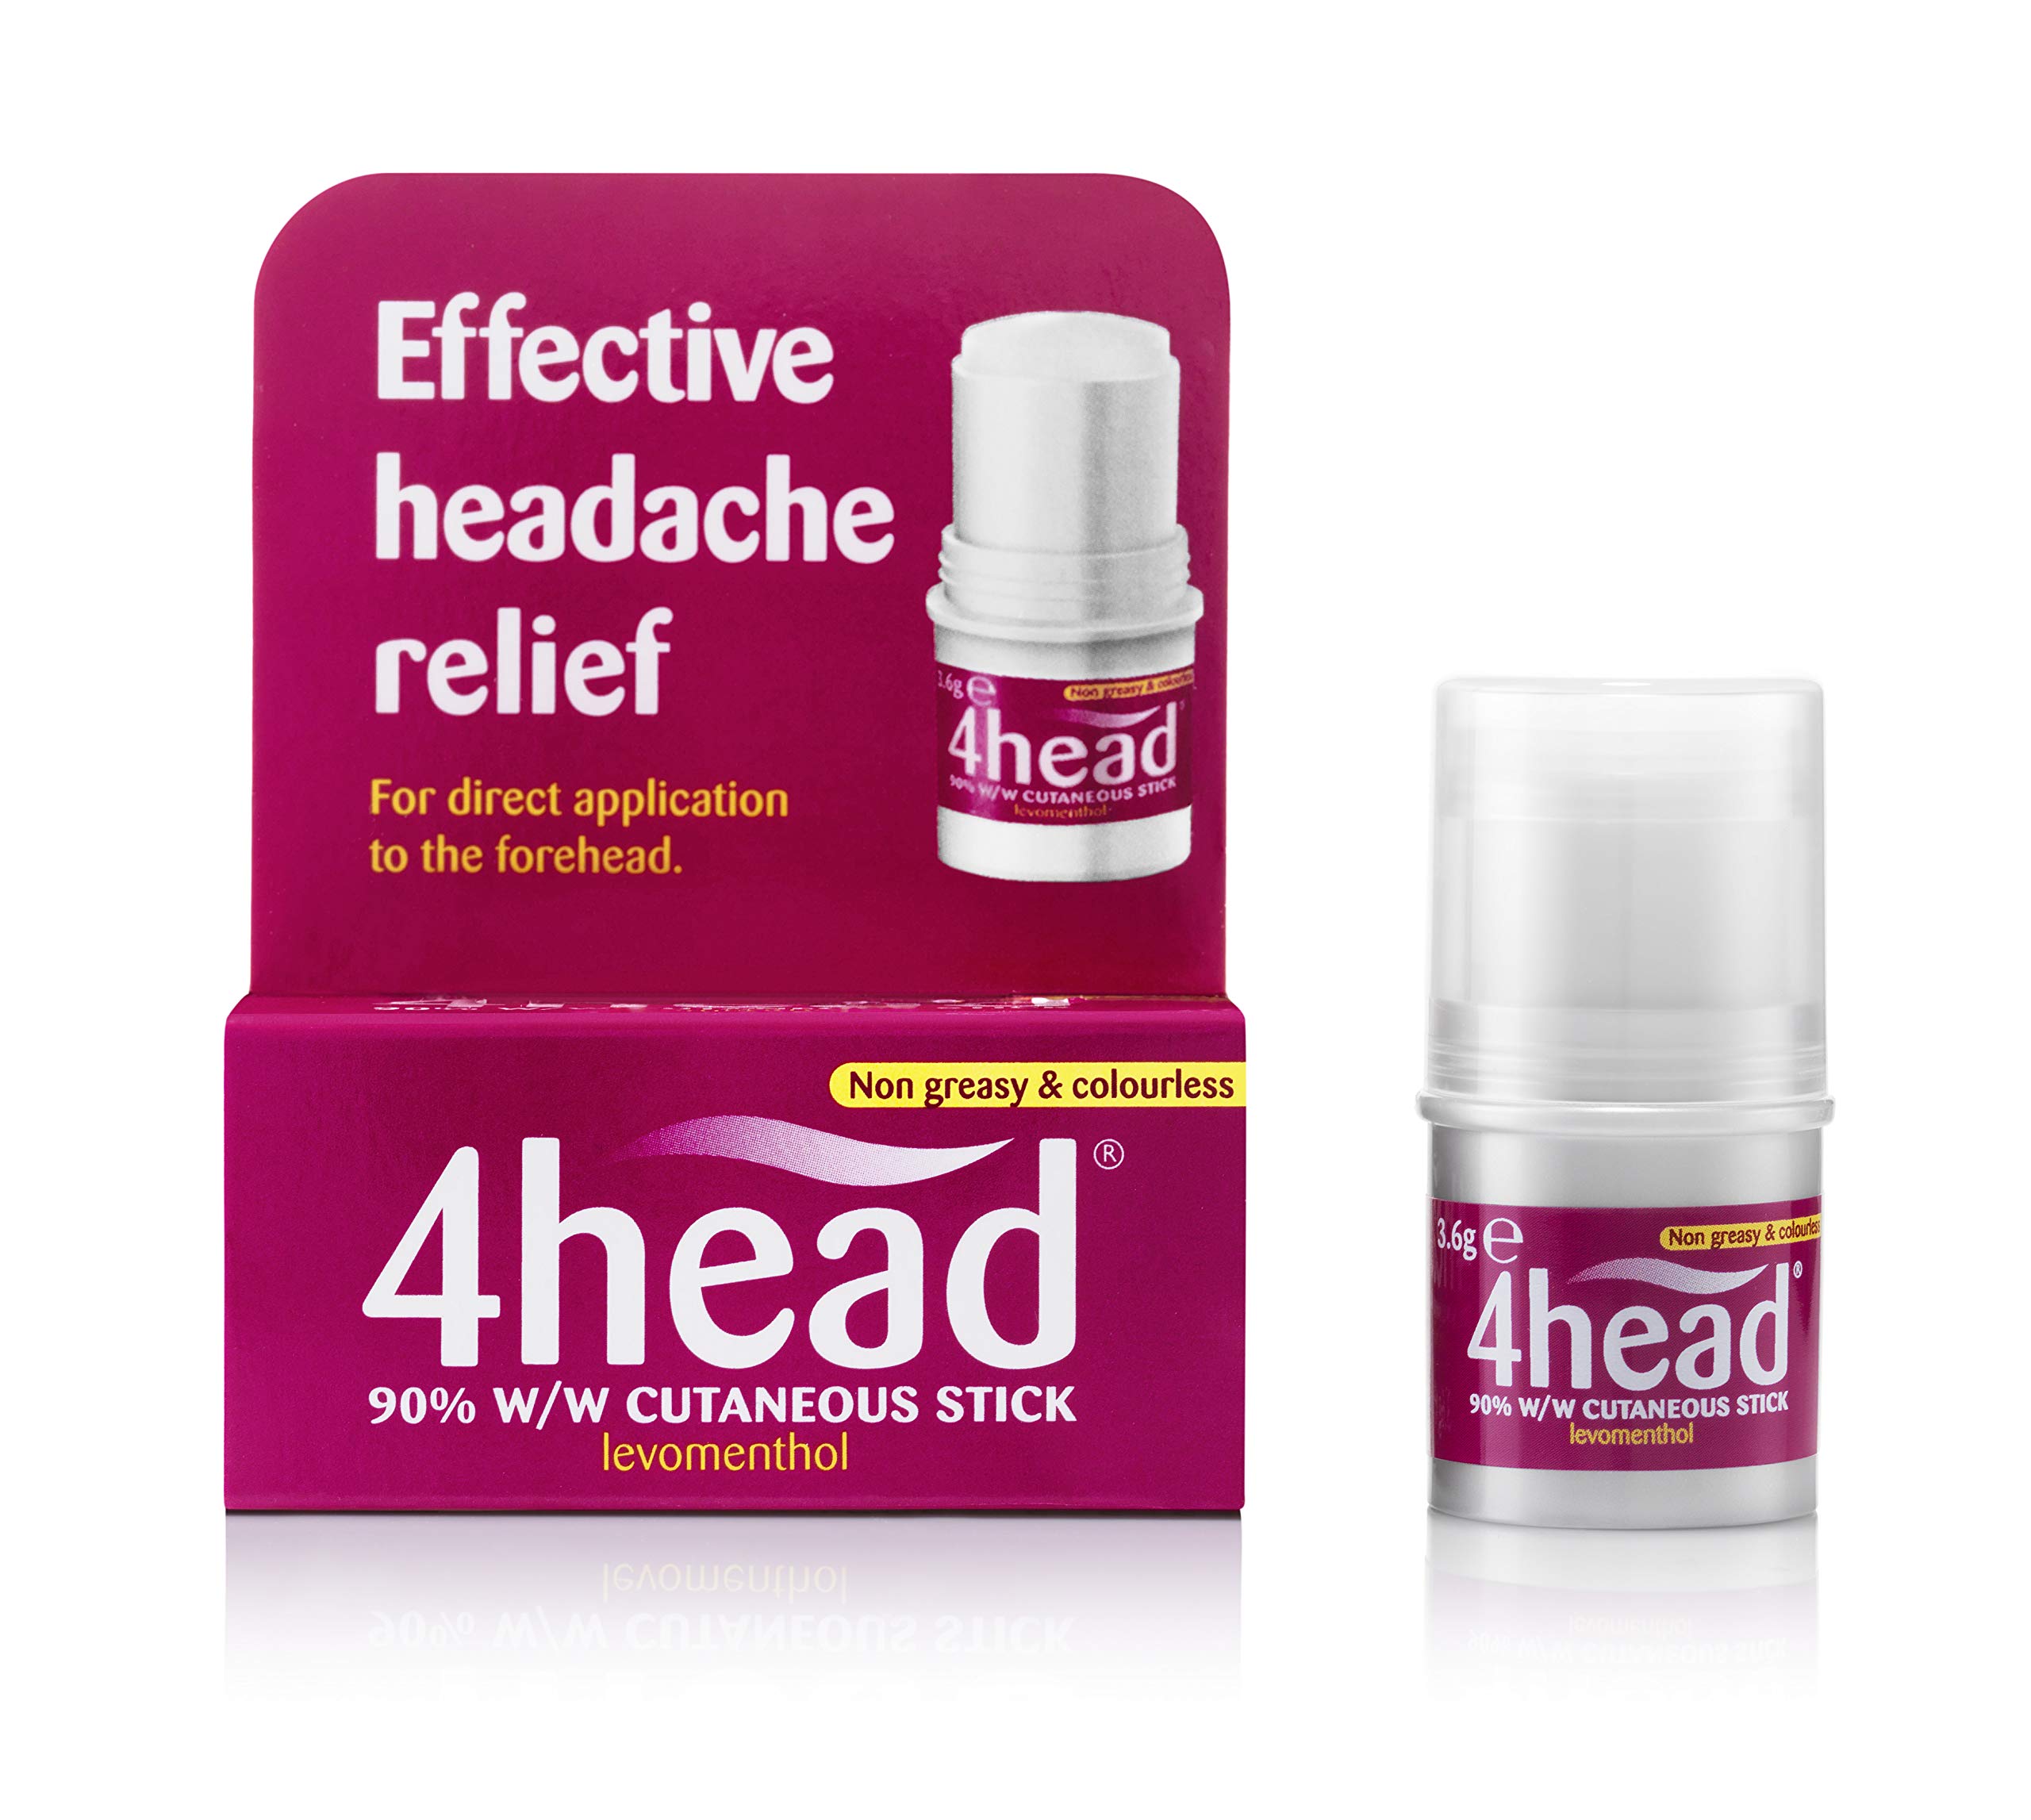 Effective
headache
relief
For direct application
to the forehead.
3.6g e
Non greasy & colourless
4head®
90% W/W CUTANEOUS STICK
levomenthol
Non greasy & colourless
4head®
90% W/W CUTANEOUS STICK
levomenthol
3.6g e
Non greasy & colourless
4head®
90% W/W CUTANEOUS STICK
levomenthol